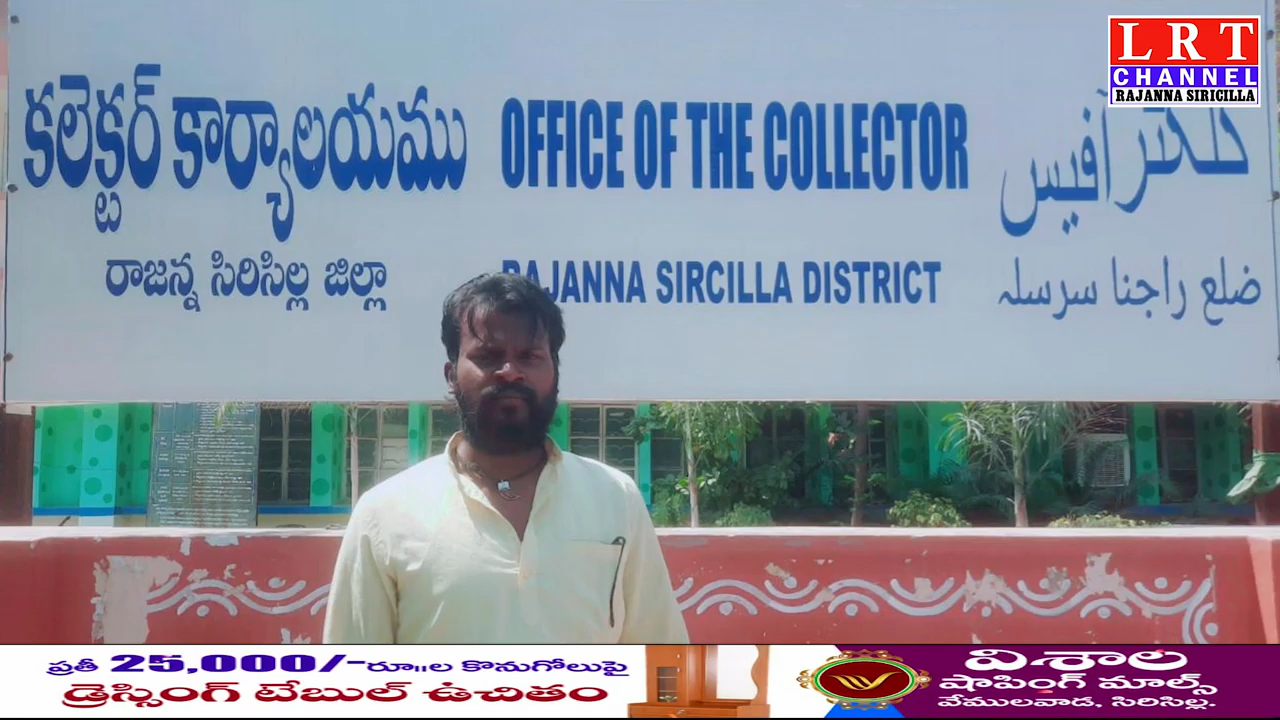 LRT
CHANNEL
RAJANNA SIRICILLA
కలెక్టర్ కార్యాలయము
OFFICE OF THE COLLECTOR
کلکٹر آفیس
రాజన్న సిరిసిల్ల జిల్లా
RAJANNA SIRCILLA DISTRICT
ضلع راجنا سرسلہ
ప్రతీ 25,000/-రూ॥ల కొనుగోలుపై
డ్రెస్సింగ్ టేబుల్ ఉచితం
విశాల
షాపింగ్ మాల్స్
వేములవాడ, సిరిసిల్ల.